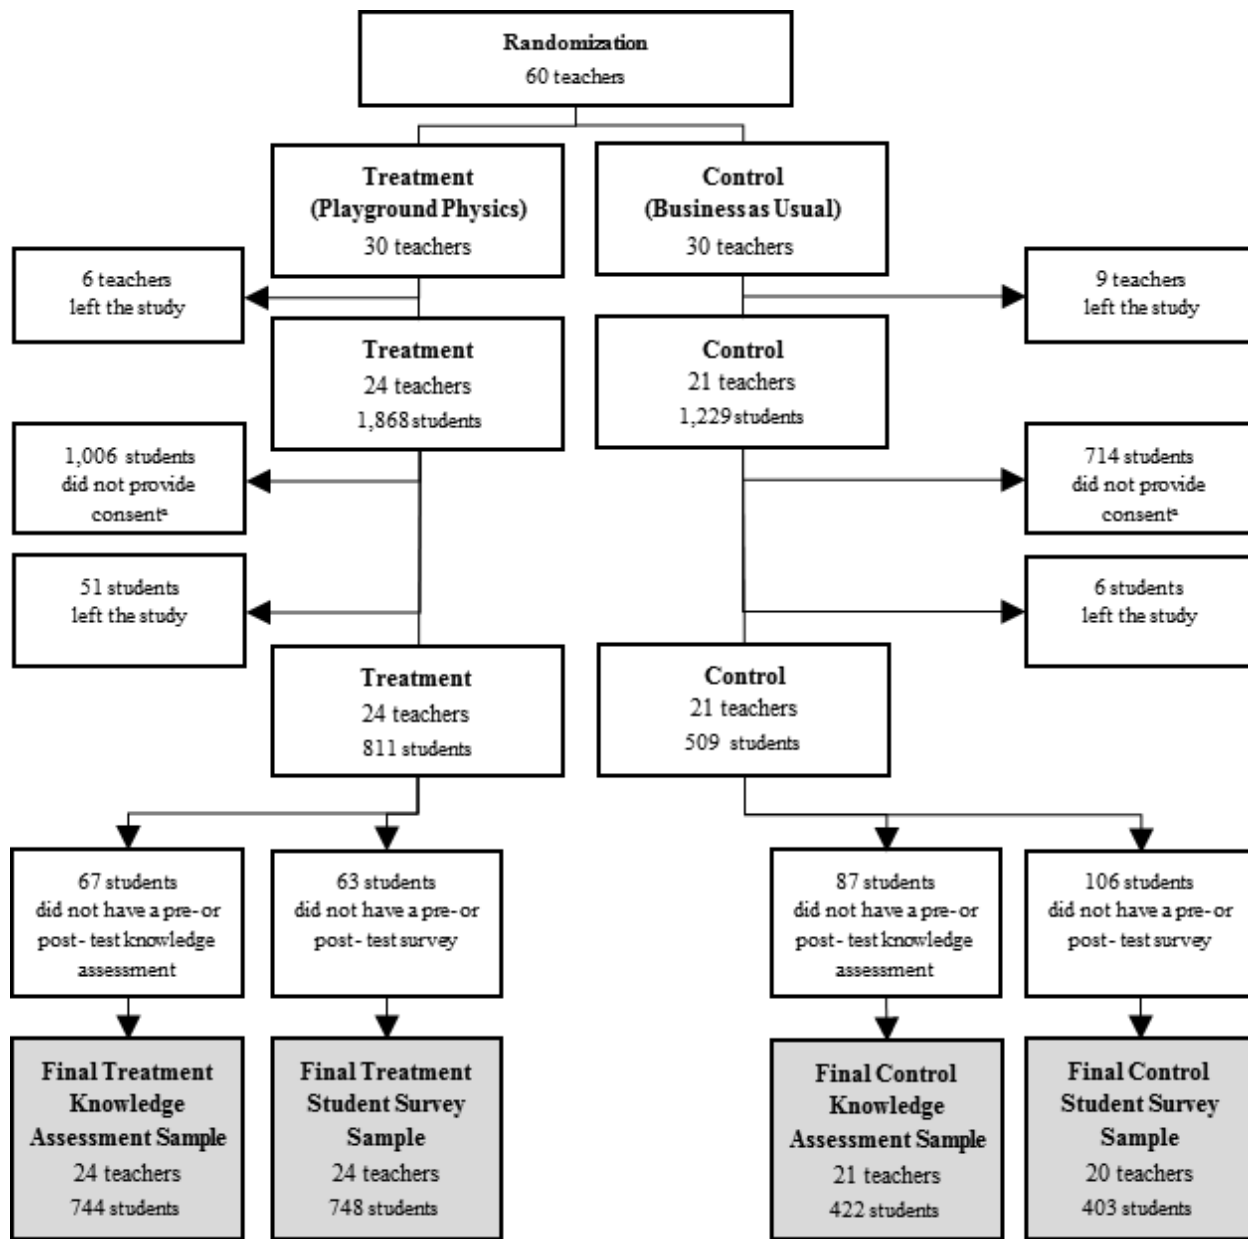 Randomization
60 teachers
Treatment
(Playground Physics)
30 teachers
Control
(Business as Usual)
30 teachers
6 teachers
left the study
9 teachers
left the study
Treatment
24 teachers
1,868 students
Control
21 teachers
1,229 students
1,006 students
did not provide
consentª
714 students
did not provide
consentª
51 students
left the study
6 students
left the study
Treatment
24 teachers
811 students
Control
21 teachers
509 students
67 students
did not have a pre- or
post- test knowledge
assessment
63 students
did not have a pre- or
post- test survey
87 students
did not have a pre- or
post- test knowledge
assessment
106 students
did not have a pre- or
post- test survey
Final Treatment
Knowledge
Assessment Sample
24 teachers
744 students
Final Treatment
Student Survey
Sample
24 teachers
748 students
Final Control
Knowledge
Assessment Sample
21 teachers
422 students
Final Control
Student Survey
Sample
20 teachers
403 students